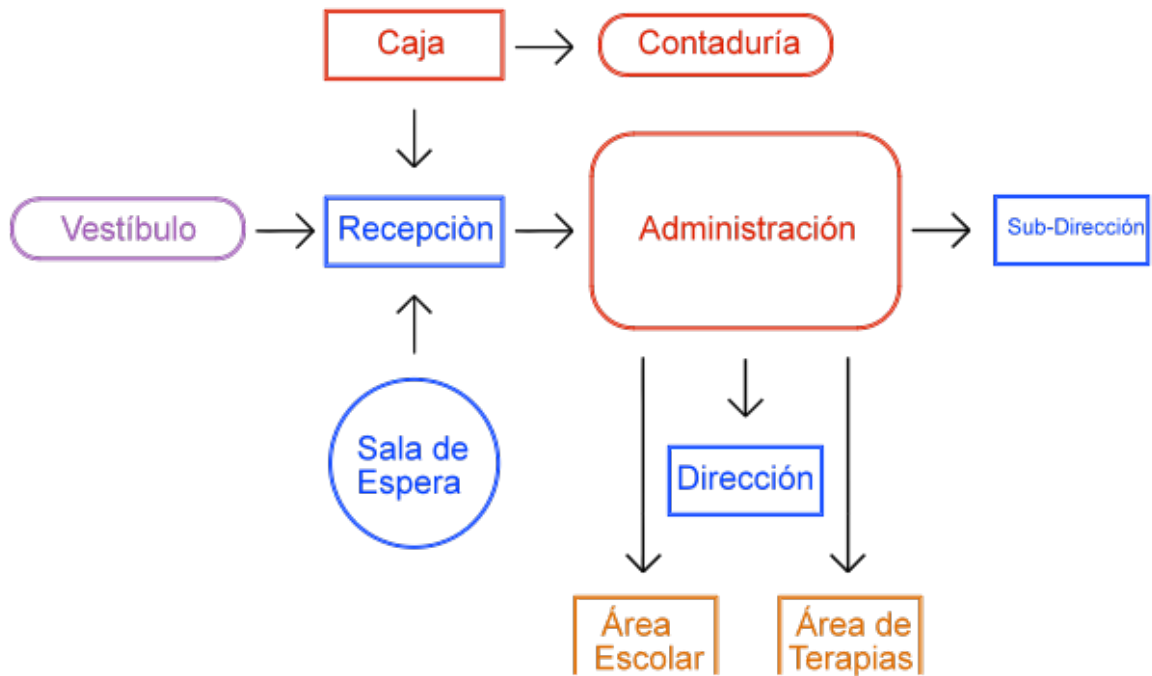 Caja
Contaduría
Vestíbulo
Recepciòn
Administración
Sub-Dirección
Sala de
Espera
Dirección
Área
Escolar
Área de
Terapias